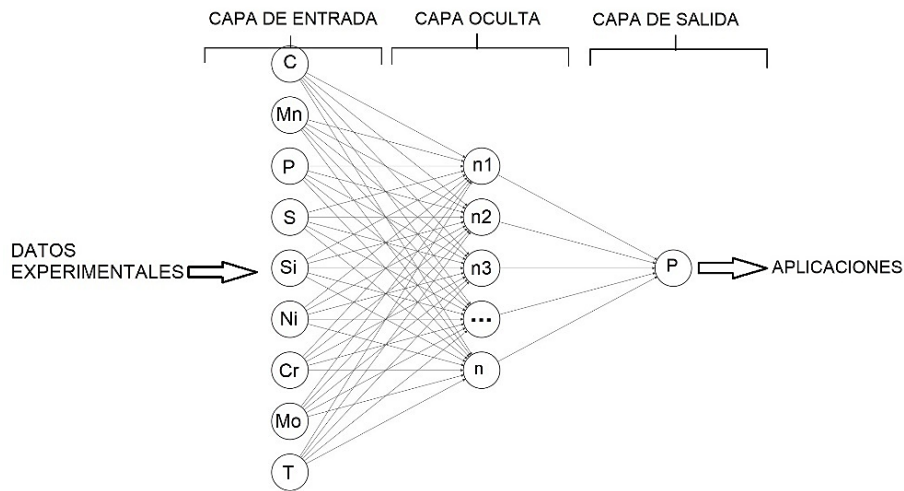 CAPA DE ENTRADA
CAPA OCULTA
CAPA DE SALIDA
DATOS
EXPERIMENTALES
C
Mn
P
S
Si
Ni
Cr
Mo
T
n1
n2
n3
...
n
P
APLICACIONES